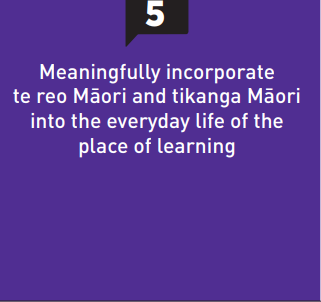 5
Meaningfully incorporate
te reo Māori and tikanga Māori
into the everyday life of the
place of learning